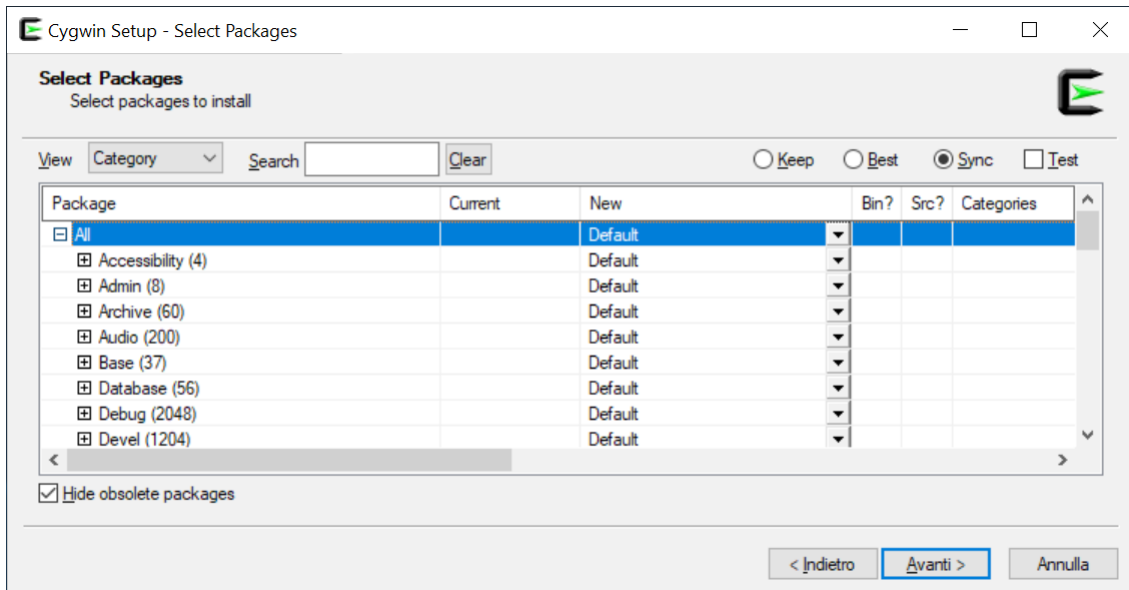 Cygwin Setup - Select Packages
Select Packages
Select packages to install
View Category Search Clear Keep Best Sync Test
Package Current New Bin? Src? Categories
All Default
Accessibility (4) Default
Admin (8) Default
Archive (60) Default
Audio (200) Default
Base (37) Default
Database (56) Default
Debug (2048) Default
Devel (1204) Default
Hide obsolete packages
< Indietro Avanti > Annulla